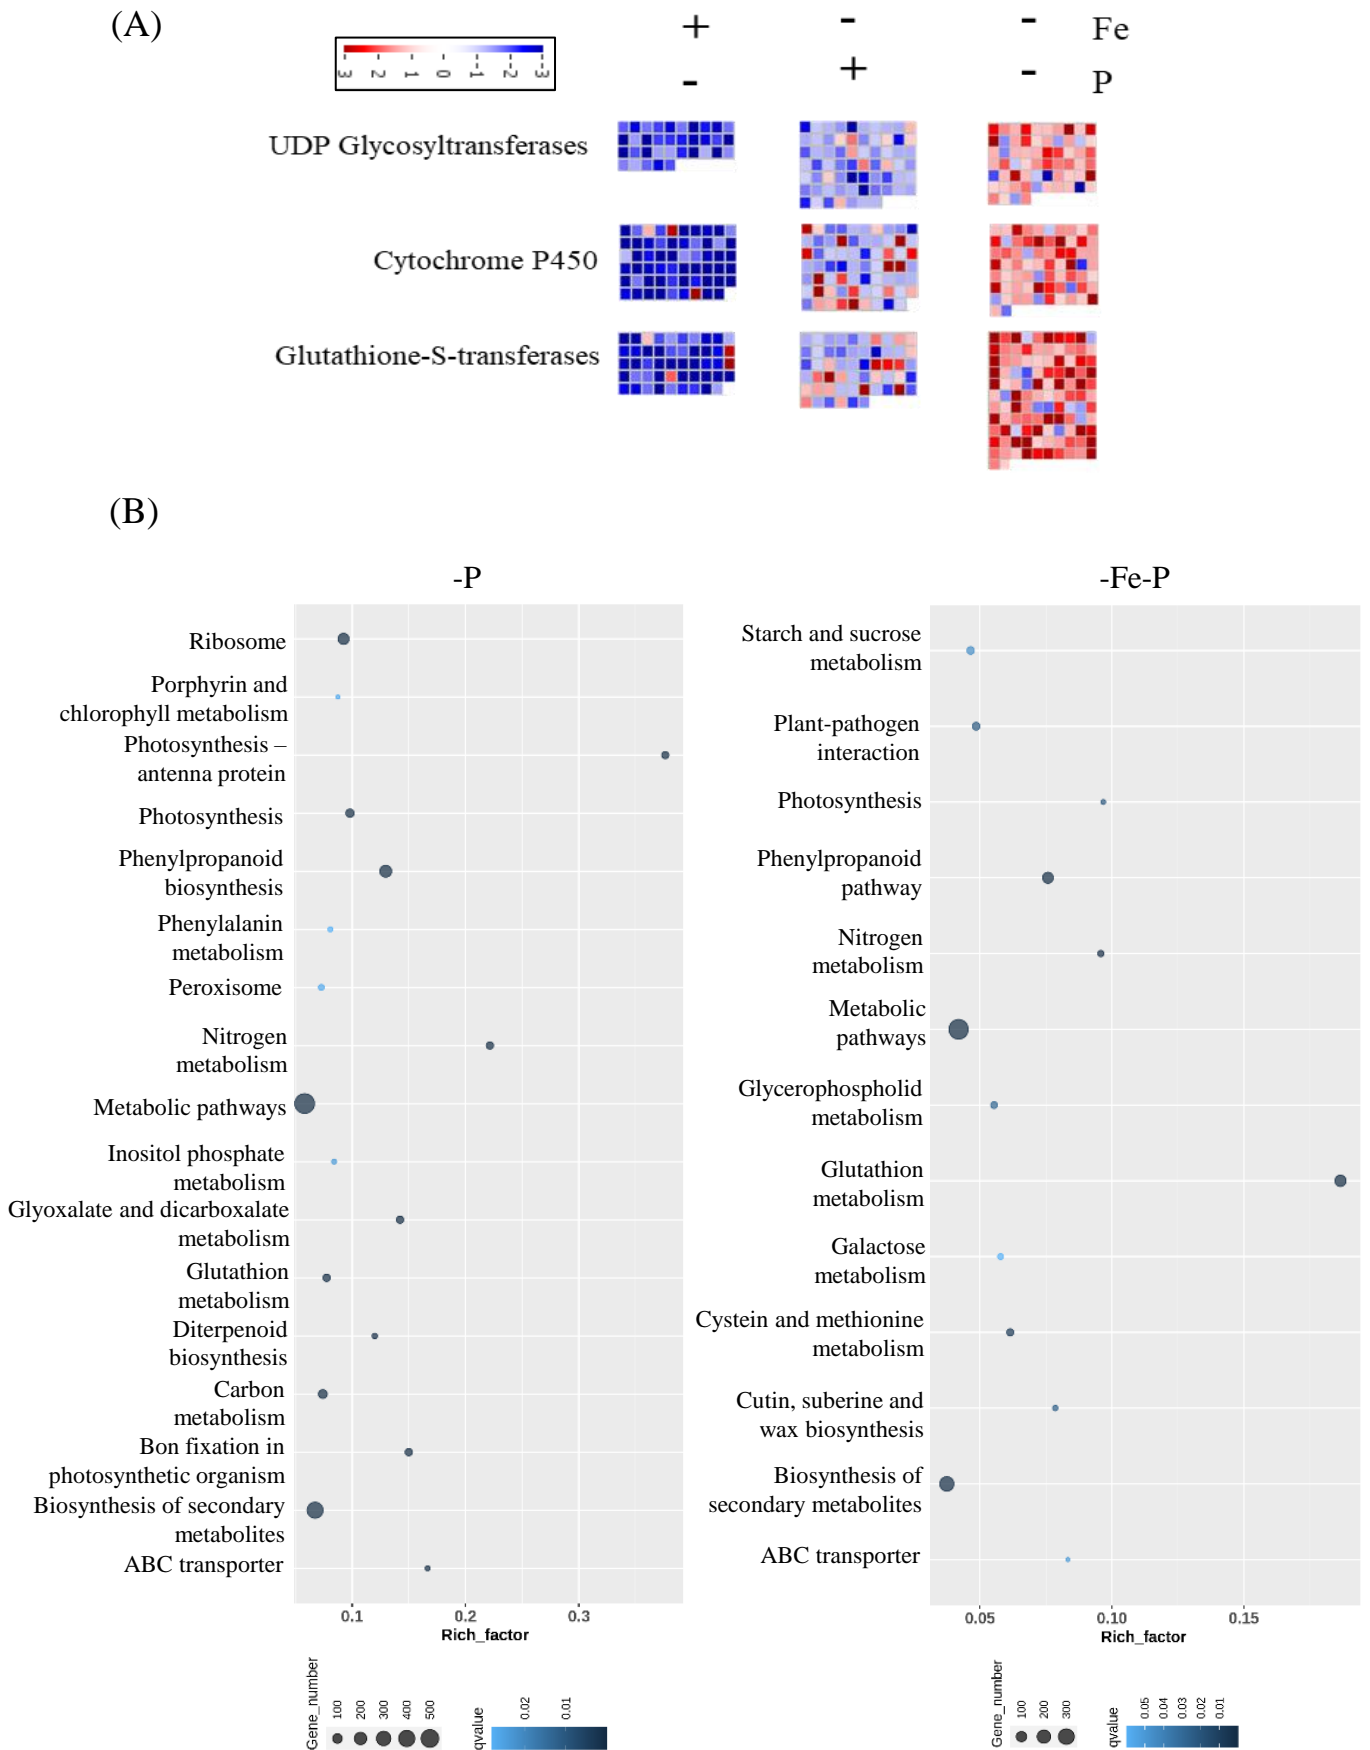 (A)
+ - - Fe
- + - P
3 2 1 0 -1 -2 -3
UDP Glycosyltransferases
Cytochrome P450
Glutathione-S-transferases
(B)
-P
Ribosome
Porphyrin and
chlorophyll metabolism
Photosynthesis –
antenna protein
Photosynthesis
Phenylpropanoid
biosynthesis
Phenylalanin
metabolism
Peroxisome
Nitrogen
metabolism
Metabolic pathways
Inositol phosphate
metabolism
Glyoxalate and dicarboxalate
metabolism
Glutathion
metabolism
Diterpenoid
biosynthesis
Carbon
metabolism
Bon fixation in
photosynthetic organism
Biosynthesis of secondary
metabolites
ABC transporter
0.1 0.2 0.3
Rich_factor
Gene_number
100 200 300 400 500
qvalue
0.02 0.01
-Fe-P
Starch and sucrose
metabolism
Plant-pathogen
interaction
Photosynthesis
Phenylpropanoid
pathway
Nitrogen
metabolism
Metabolic
pathways
Glycerophospholid
metabolism
Glutathion
metabolism
Galactose
metabolism
Cystein and methionine
metabolism
Cutin, suberine and
wax biosynthesis
Biosynthesis of
secondary metabolites
ABC transporter
0.05 0.10 0.15
Rich_factor
Gene_number
100 200 300
qvalue
0.05 0.04 0.03 0.02 0.01